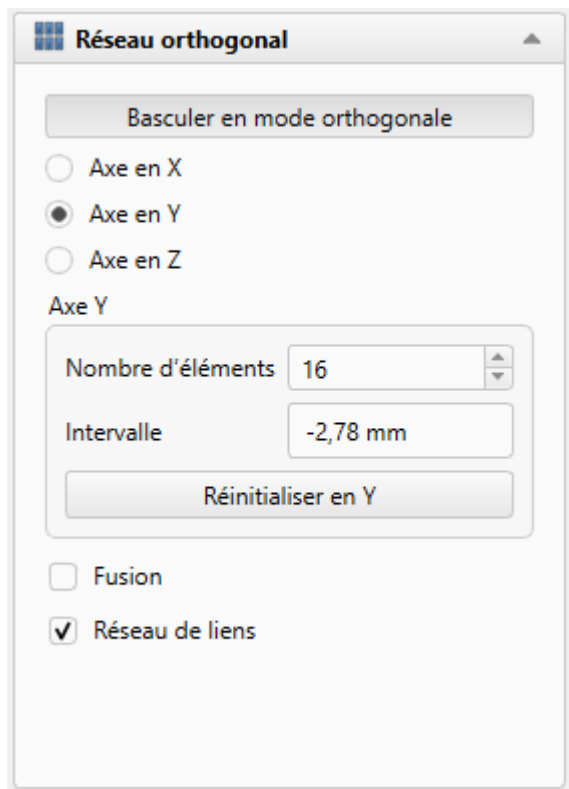 Réseau orthogonal
Basculer en mode orthogonale
Axe en X
Axe en Y
Axe en Z
Axe Y
Nombre d'éléments 16
Intervalle -2,78 mm
Réinitialiser en Y
Fusion
Réseau de liens